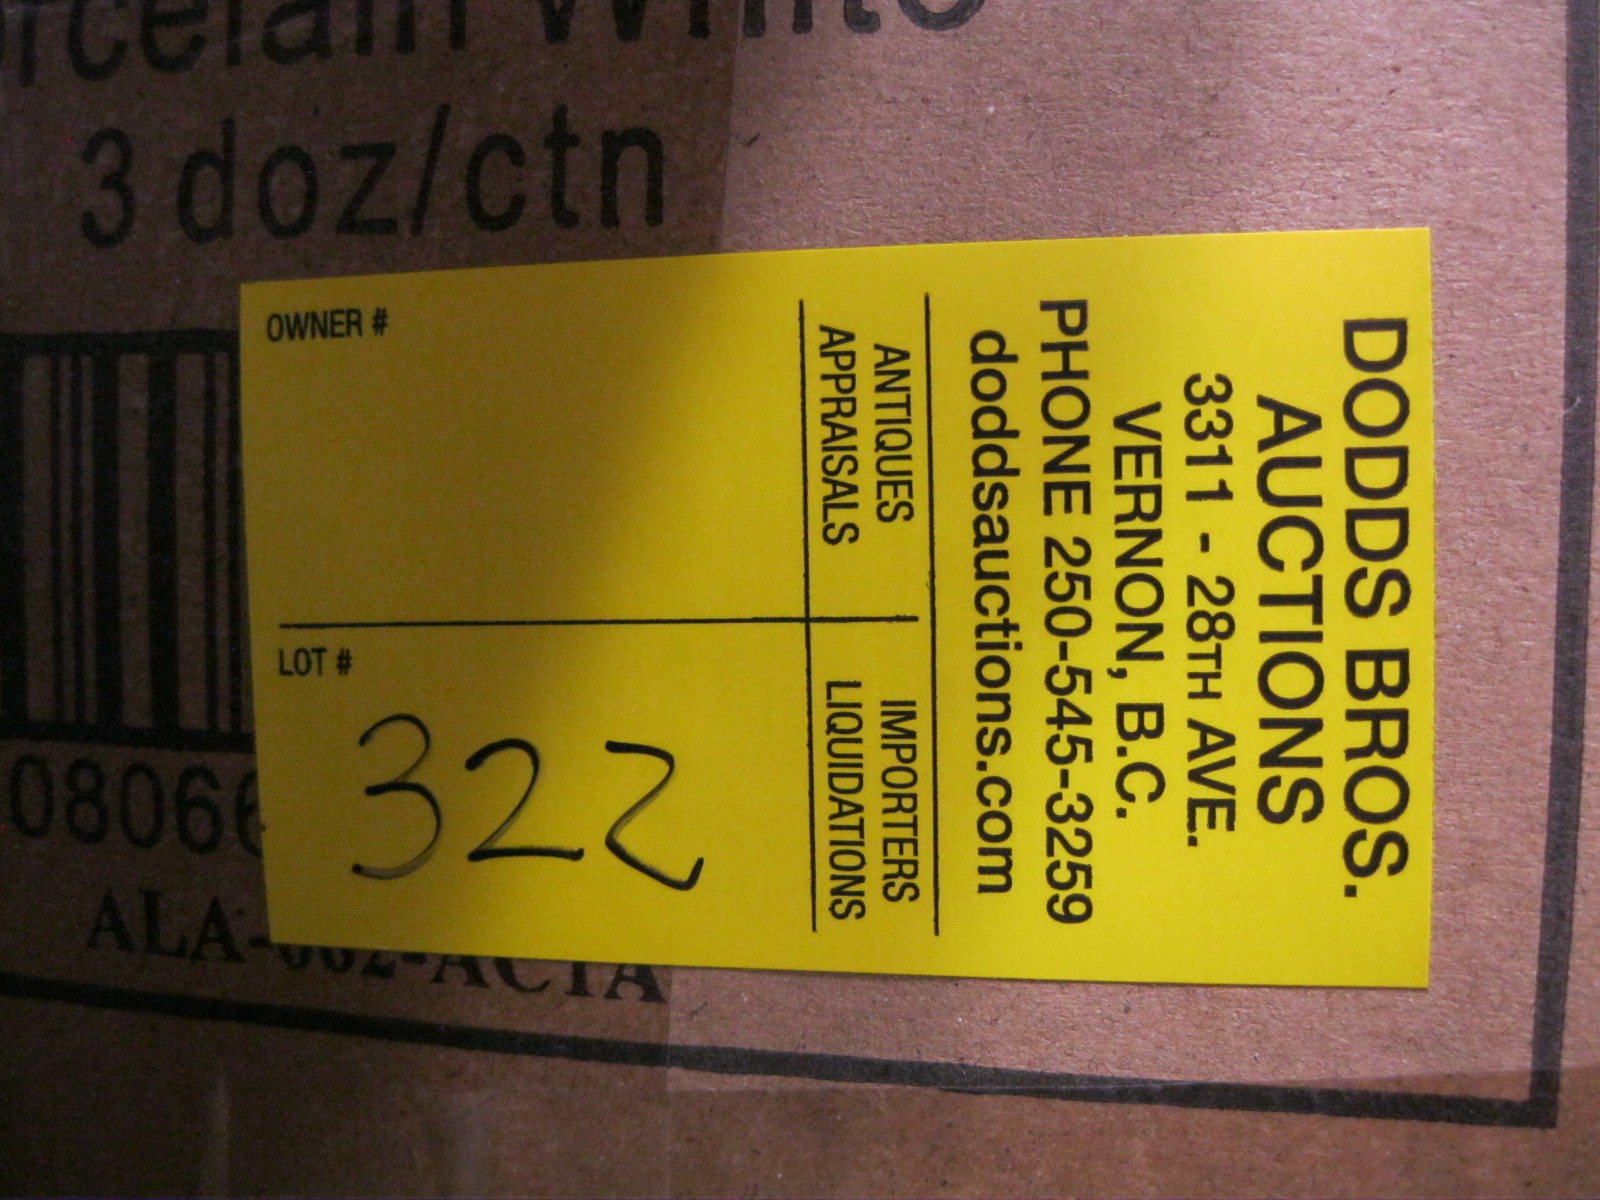 3 doz/ctn
DODDS BROS.
AUCTIONS
3311 - 28TH AVE.
VERNON, B.C.
PHONE 250-545-3259
doddsauctions.com
ANTIQUES
APPRAISALS
IMPORTERS
LIQUIDATIONS
OWNER #
LOT #
322